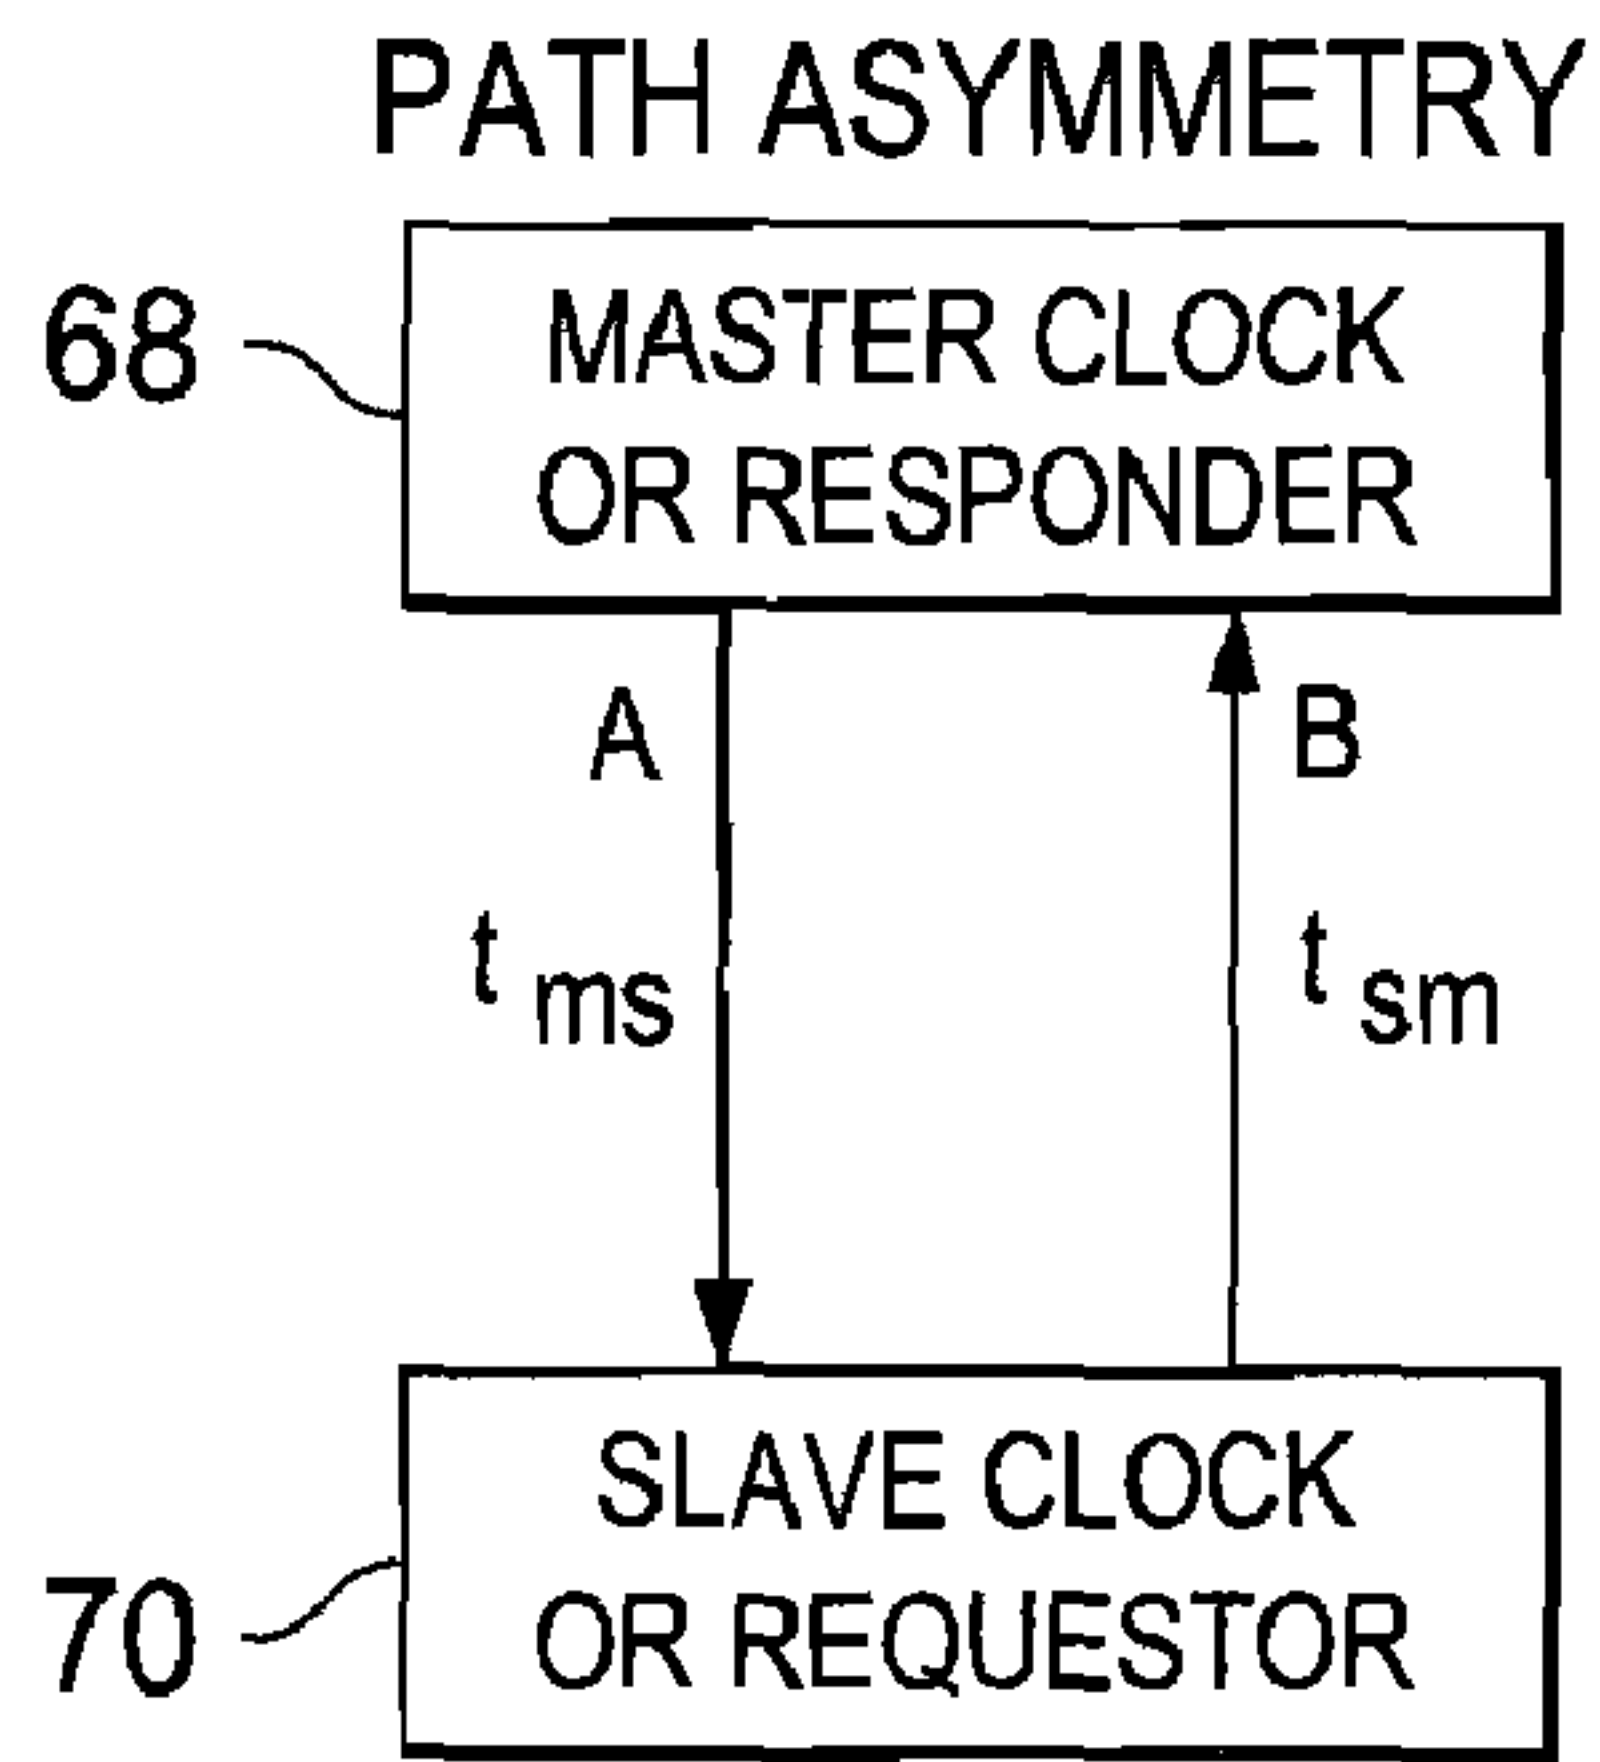 PATH ASYMMETRY
68
MASTER CLOCK
OR RESPONDER
A
B
t ms
t sm
SLAVE CLOCK
OR REQUESTOR
70